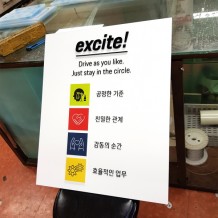 excite!
Drive as you like.
Just stay in the circle.
공정한 기준
친절한 관계
감동의 순간
효율적인 업무